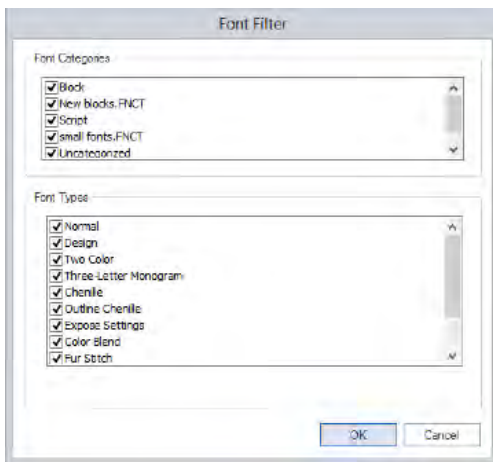 Font Filter
Font Categories
Block
New blocks.FNCT
Script
small fonts.FNCT
Uncategorized
Font Types
Normal
Design
Two Color
Three-Letter Monogram
Chenille
Outline Chenille
Expose Settings
Color Blend
Fur Stitch
OK Cancel